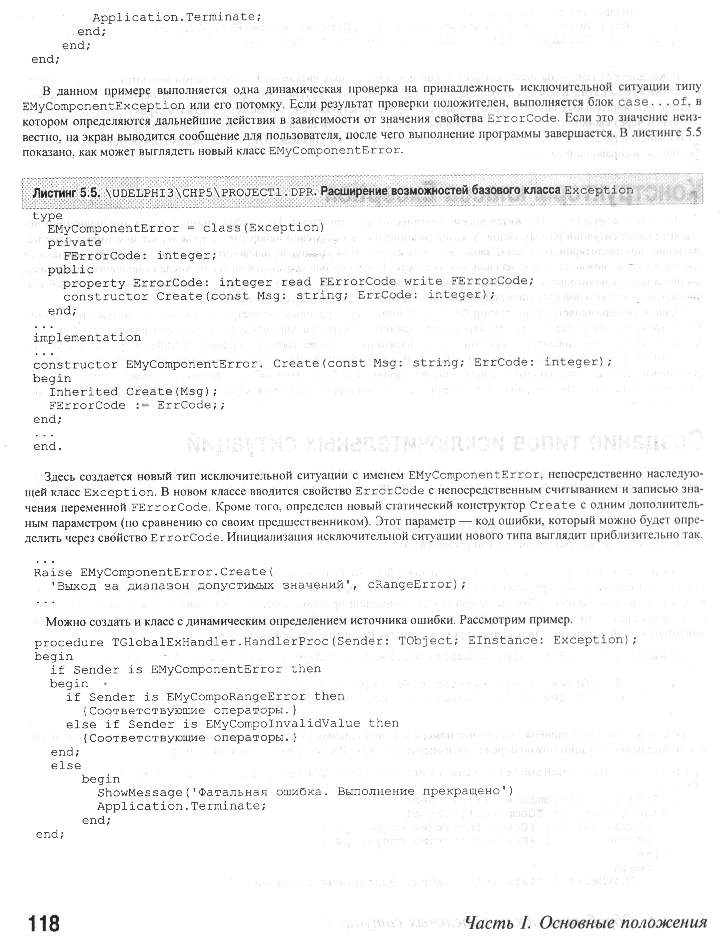 Application.Terminate;
end;
end;
end;
В данном примере выполняется одна динамическая проверка на принадлежность исключительной ситуации типу
EMyComponentException или его потомку. Если результат проверки положителен, выполняется блок case...of, в
котором определяются дальнейшие действия в зависимости от значения свойства ErrorCode. Если это значение неиз-
вестно, на экран выводится сообщение для пользователя, после чего выполнение программы завершается. В листинге 5.5
показано, как может выглядеть новый класс EMyComponentError.
Листинг 5.5. \UDELPHI3\CHP5\PROJECT1.DPR. Расширение возможностей базового класса Exception
type
EMyComponentError = class(Exception)
private
FErrorCode: integer;
public
property ErrorCode: integer read FErrorCode write FErrorCode;
constructor Create(const Msg: string; ErrCode: integer);
end;
...
implementation
...
constructor EMyComponentError. Create(const Msg: string; ErrCode: integer);
begin
Inherited Create(Msg);
FErrorCode := ErrCode;;
end;
...
end.
Здесь создается новый тип исключительной ситуации с именем EMyComponentError, непосредственно наследую-
щей класс Exception. В новом классе вводится свойство ErrorCode с непосредственным считыванием и записью зна-
чения переменной FErrorCode. Кроме того, определен новый статический конструктор Create с одним дополнитель-
ным параметром (по сравнению со своим предшественником). Этот параметр — код ошибки, который можно будет опре-
делить через свойство ErrorCode. Инициализация исключительной ситуации нового типа выглядит приблизительно так.
...
Raise EMyComponentError.Create(
'Выход за диапазон допустимых значений', cRangeError);
...
Можно создать и класс с динамическим определением источника ошибки. Рассмотрим пример.
procedure TGlobalExHandler.HandlerProc(Sender: TObject; EInstance: Exception);
begin
if Sender is EMyComponentError then
begin
if Sender is EMyCompoRangeError then
{Соответствующие операторы.}
else if Sender is EMyCompoInvalidValue then
{Соответствующие операторы.}
end;
else
begin
ShowMessage('Фатальная ошибка. Выполнение прекращено')
Application.Terminate;
end;
end;
118 Часть I. Основные положения